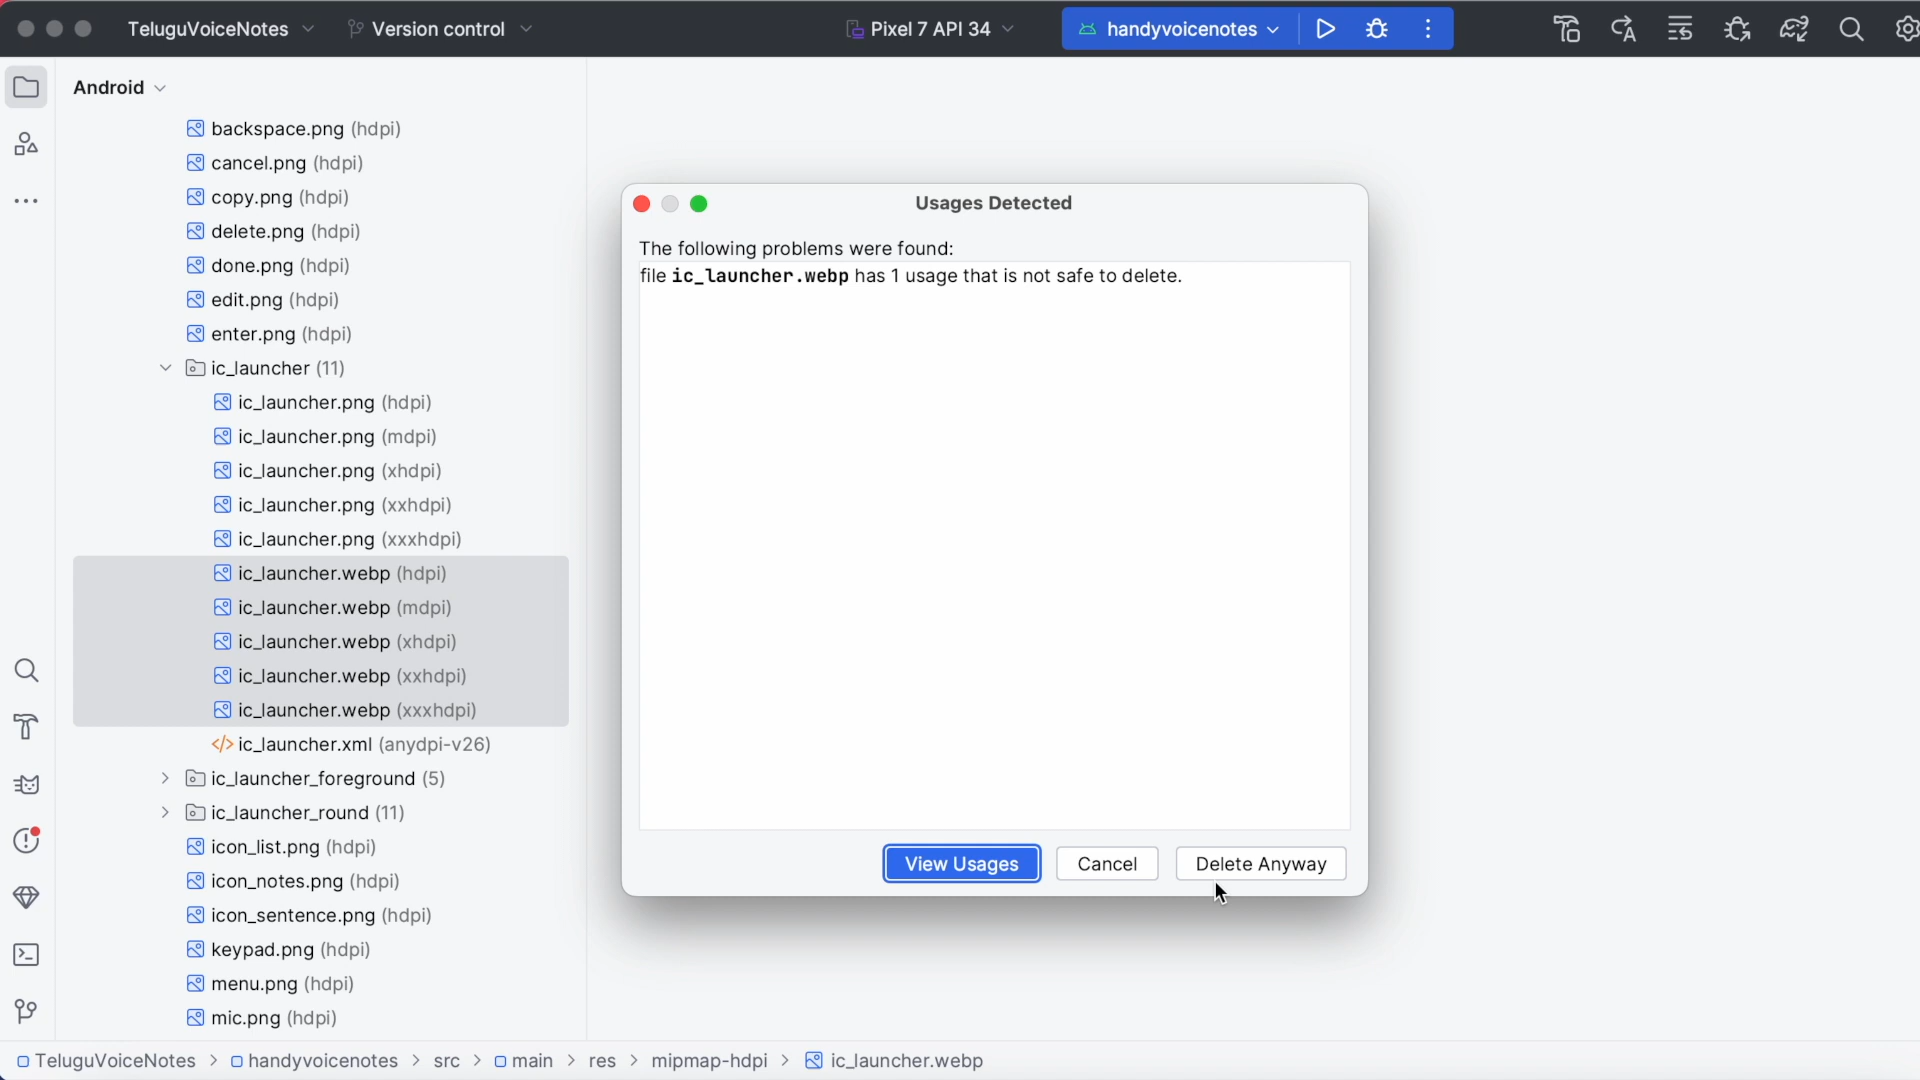 TeluguVoiceNotes
Version control
Pixel 7 API 34
handyvoicenotes
Android
backspace.png (hdpi)
cancel.png (hdpi)
copy.png (hdpi)
delete.png (hdpi)
done.png (hdpi)
edit.png (hdpi)
enter.png (hdpi)
ic_launcher (11)
ic_launcher.png (hdpi)
ic_launcher.png (mdpi)
ic_launcher.png (xhdpi)
ic_launcher.png (xxhdpi)
ic_launcher.png (xxxhdpi)
ic_launcher.webp (hdpi)
ic_launcher.webp (mdpi)
ic_launcher.webp (xhdpi)
ic_launcher.webp (xxhdpi)
ic_launcher.webp (xxxhdpi)
ic_launcher.xml (anydpi-v26)
ic_launcher_foreground (5)
ic_launcher_round (11)
icon_list.png (hdpi)
icon_notes.png (hdpi)
icon_sentence.png (hdpi)
keypad.png (hdpi)
menu.png (hdpi)
mic.png (hdpi)
Usages Detected
The following problems were found:
file ic_launcher.webp has 1 usage that is not safe to delete.
View Usages
Cancel
Delete Anyway
TeluguVoiceNotes > handyvoicenotes > src > main > res > mipmap-hdpi > ic_launcher.webp